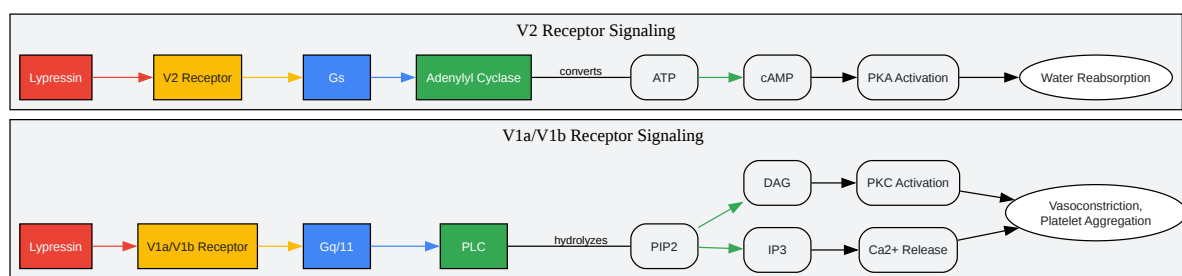 V2 Receptor Signaling
Lypressin
V2 Receptor
Gs
Adenylyl Cyclase
converts
ATP
cAMP
PKA Activation
Water Reabsorption
V1a/V1b Receptor Signaling
DAG
PKC Activation
Vasoconstriction,
Platelet Aggregation
Lypressin
V1a/V1b Receptor
Gq/11
PLC
hydrolyzes
PIP2
IP3
Ca2+ Release